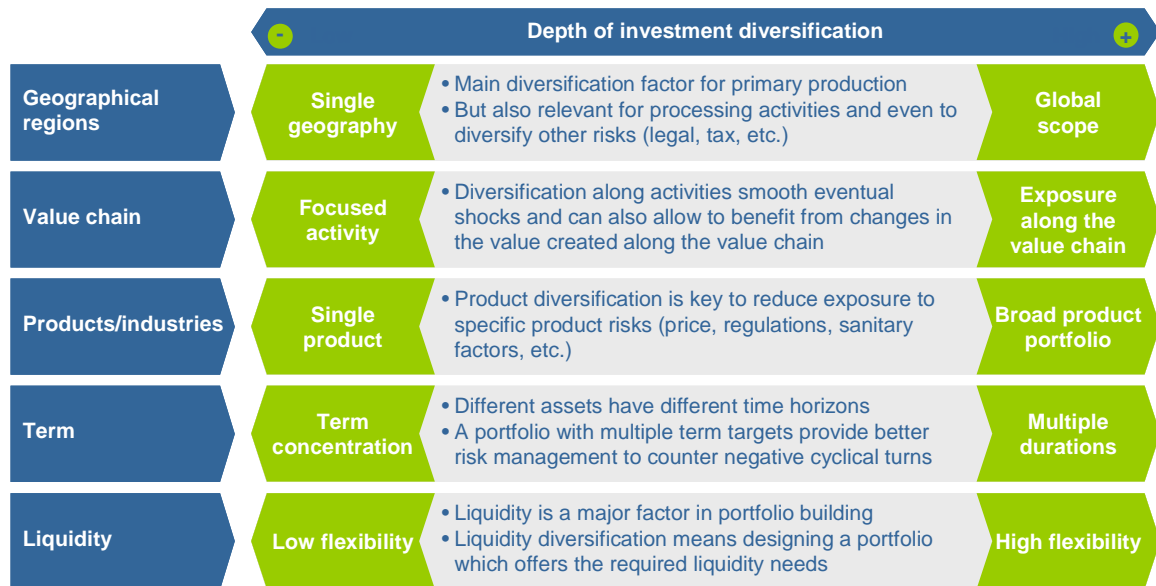 Depth of investment diversification
-
+
Geographical
regions
Single
geography
• Main diversification factor for primary production
• But also relevant for processing activities and even to
diversify other risks (legal, tax, etc.)
Global
scope
Value chain
Focused
activity
• Diversification along activities smooth eventual
shocks and can also allow to benefit from changes in
the value created along the value chain
Exposure
along the
value chain
Products/industries
Single
product
• Product diversification is key to reduce exposure to
specific product risks (price, regulations, sanitary
factors, etc.)
Broad product
portfolio
Term
Term
concentration
• Different assets have different time horizons
• A portfolio with multiple term targets provide better
risk management to counter negative cyclical turns
Multiple
durations
Liquidity
Low flexibility
• Liquidity is a major factor in portfolio building
• Liquidity diversification means designing a portfolio
which offers the required liquidity needs
High flexibility